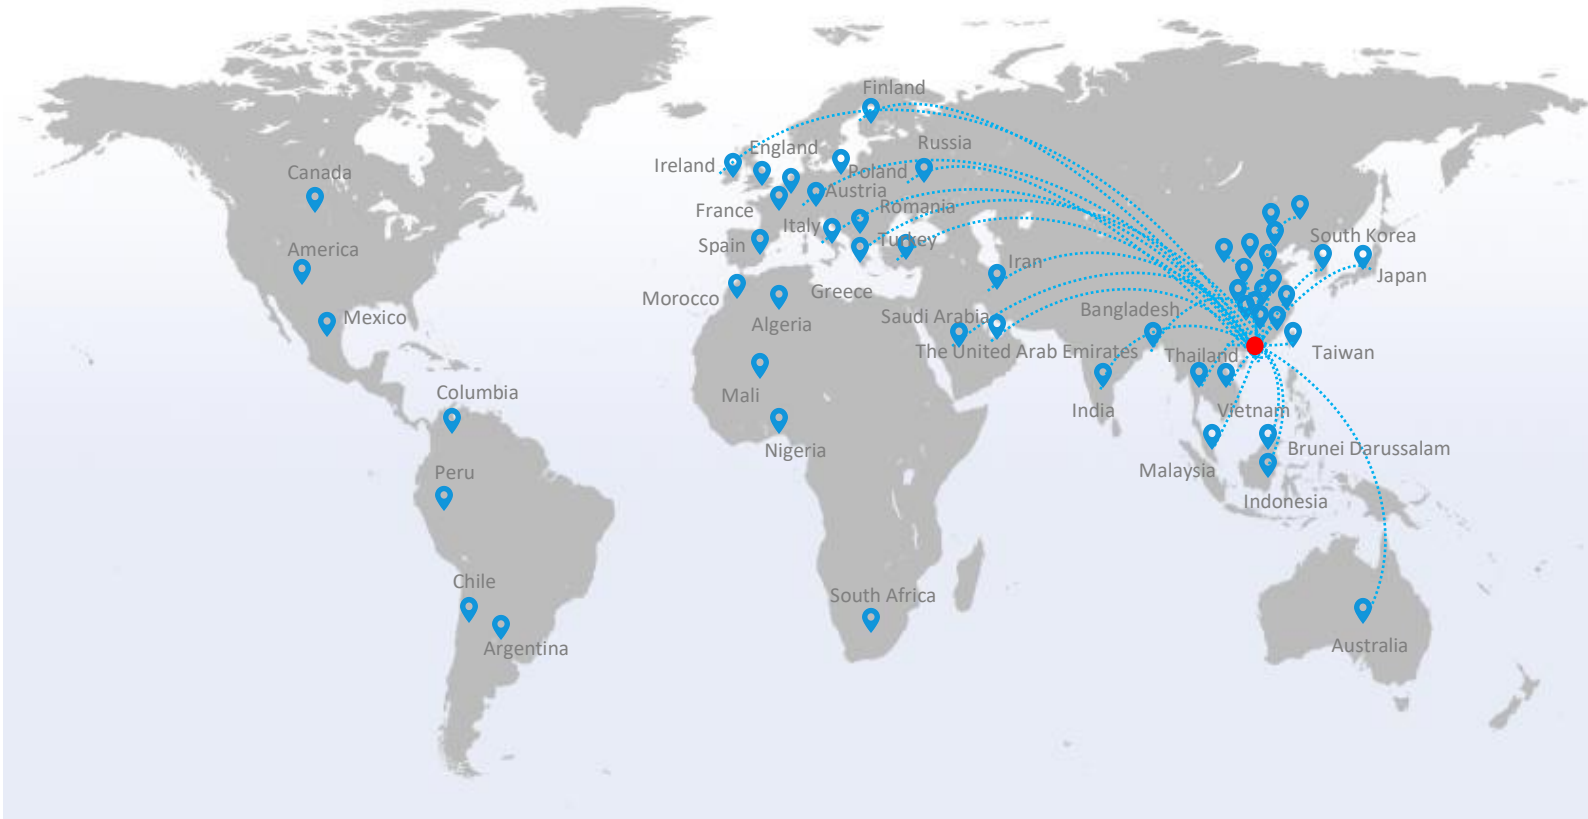 Finland
England
Russia
Ireland
Poland
Canada
Austria
France
Romania
Italy
South Korea
Spain
Turkey
America
Iran
Japan
Morocco
Greece
Saudi Arabia
Bangladesh
Mexico
Algeria
The United Arab Emirates
Thailand
Taiwan
Columbia
Mali
India
Vietnam
Nigeria
Brunei Darussalam
Peru
Malaysia
Indonesia
Chile
South Africa
Argentina
Australia